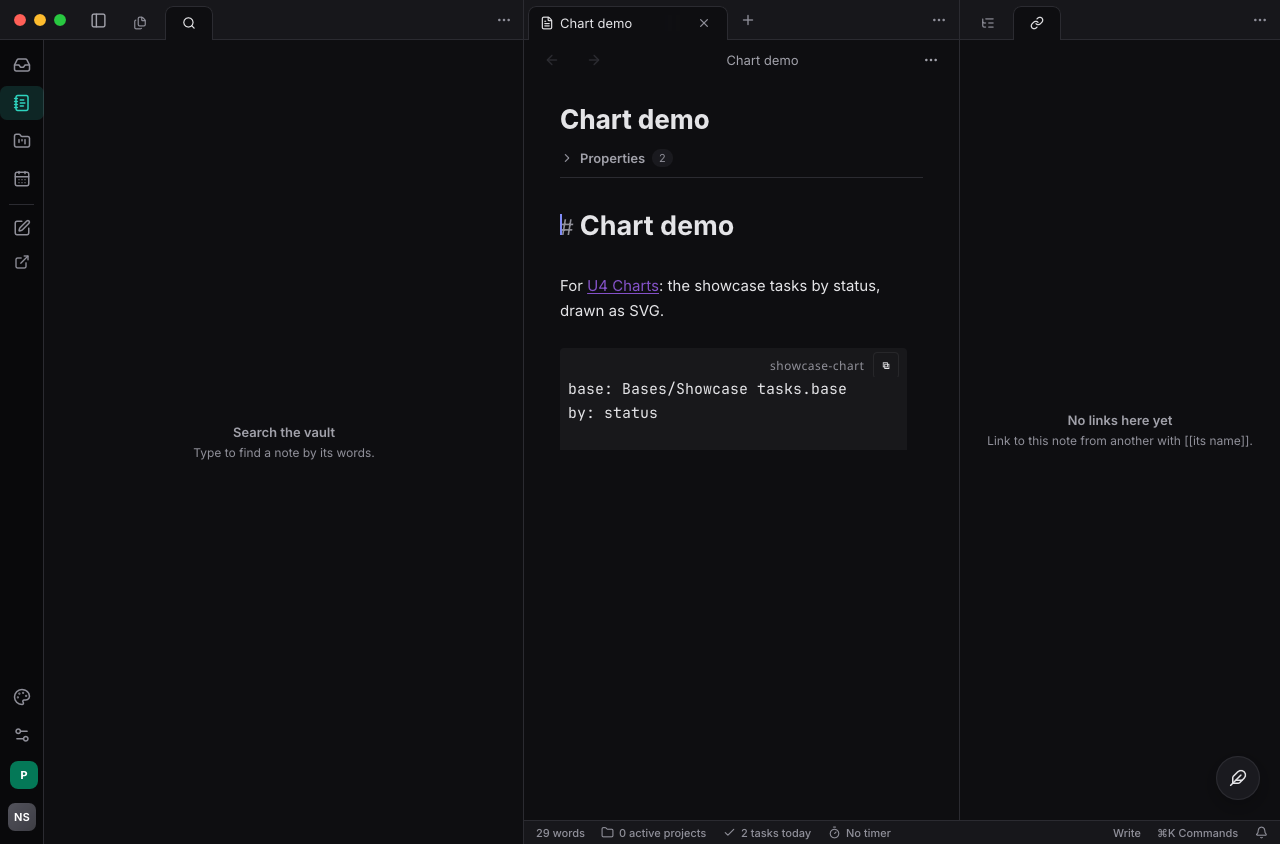 Chart demo
Chart demo
Chart demo
Properties 2
# Chart demo
For U4 Charts: the showcase tasks by status,
drawn as SVG.
showcase-chart
base: Bases/Showcase tasks.base
by: status
Search the vault
Type to find a note by its words.
No links here yet
Link to this note from another with [[its name]].
P
NS
29 words
0 active projects
2 tasks today
No timer
Write
⌘K Commands